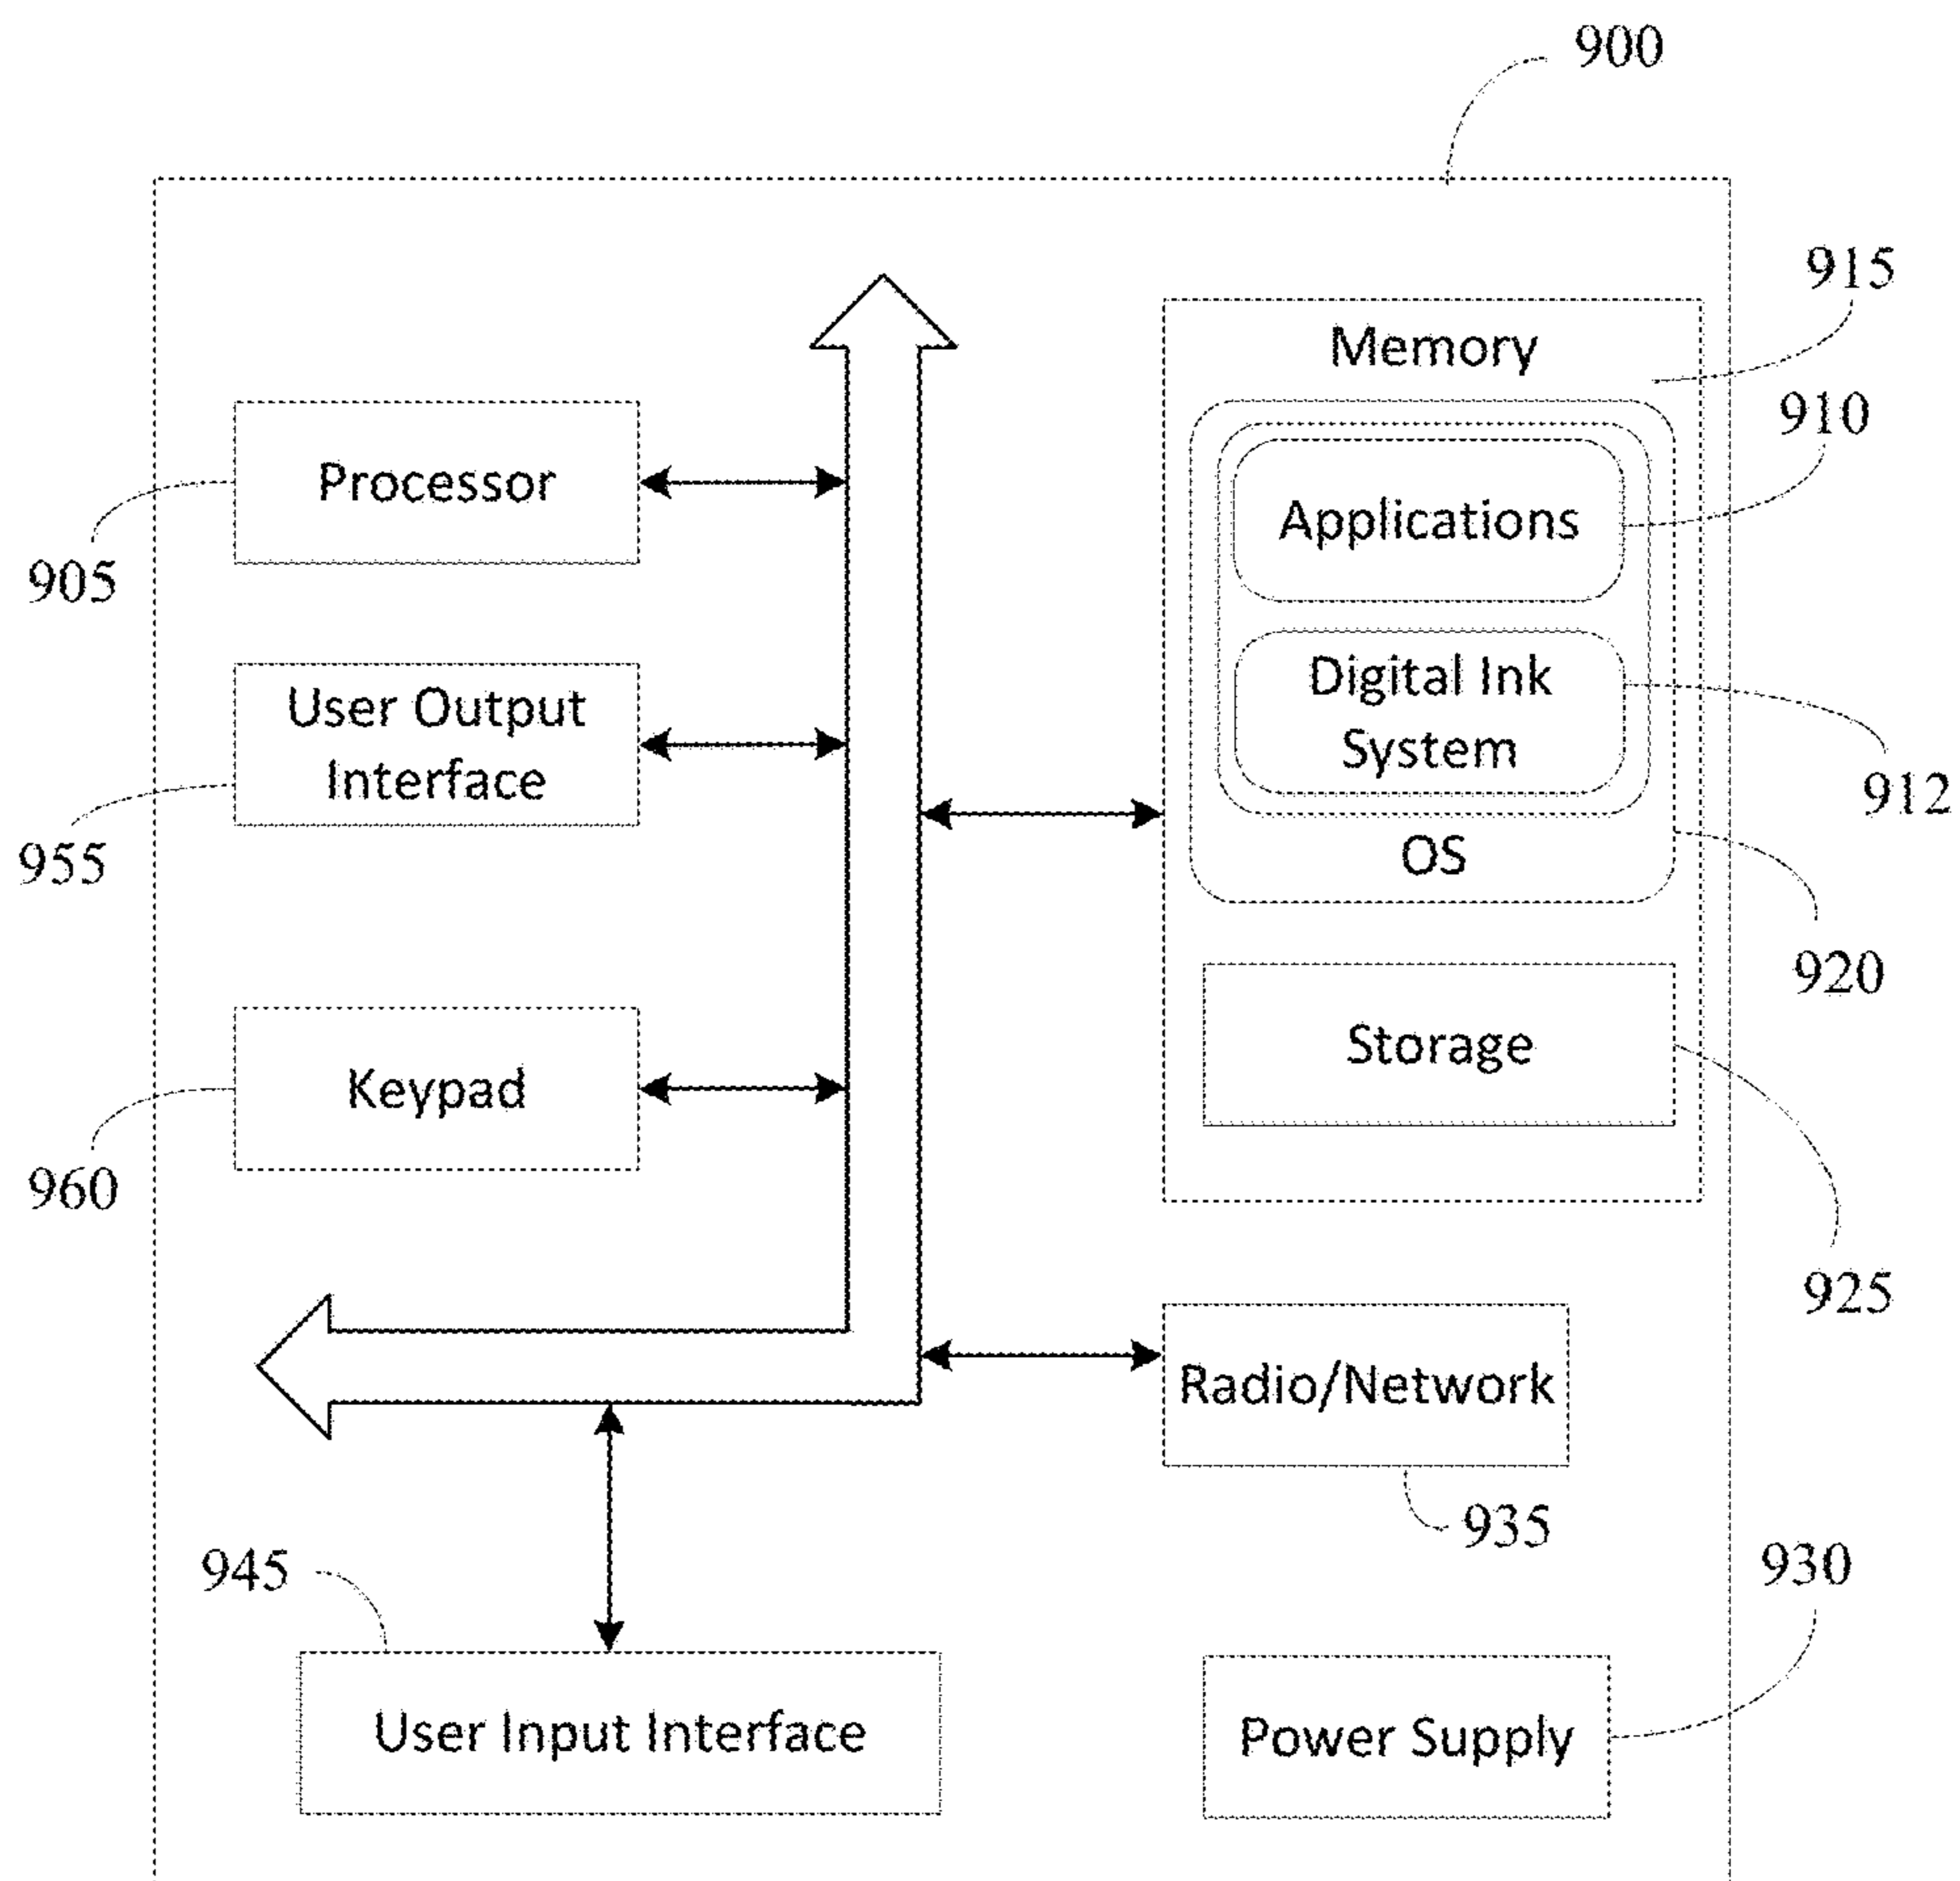 900
915
Memory
910
Processor
Applications
905
Digital Ink
System
User Output
Interface
912
955
OS
920
Storage
Keypad
960
925
Radio/Network
935
945
930
User Input Interface
Power Supply